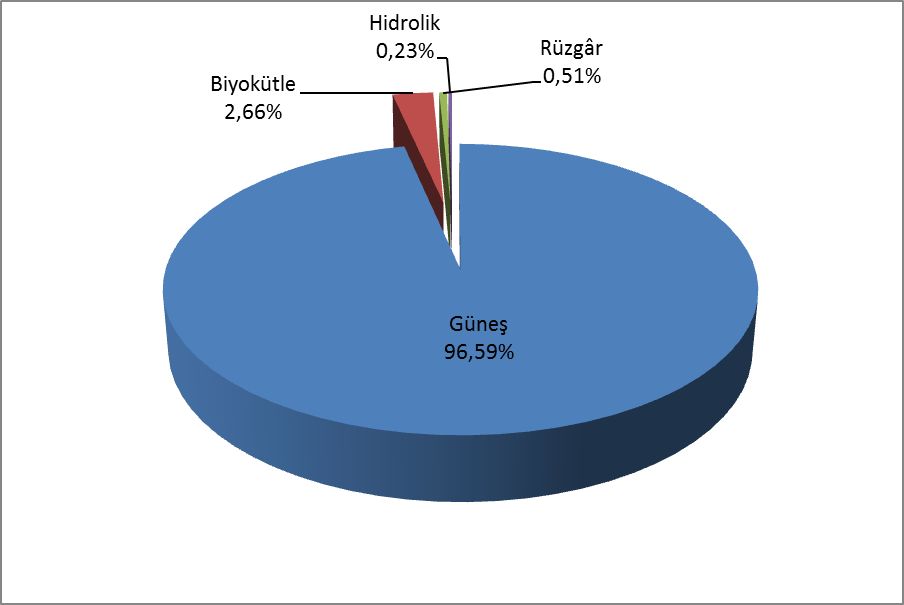 Hidrolik
0,23%
Rüzgâr
0,51%
Biyokütle
2,66%
Güneş
96,59%